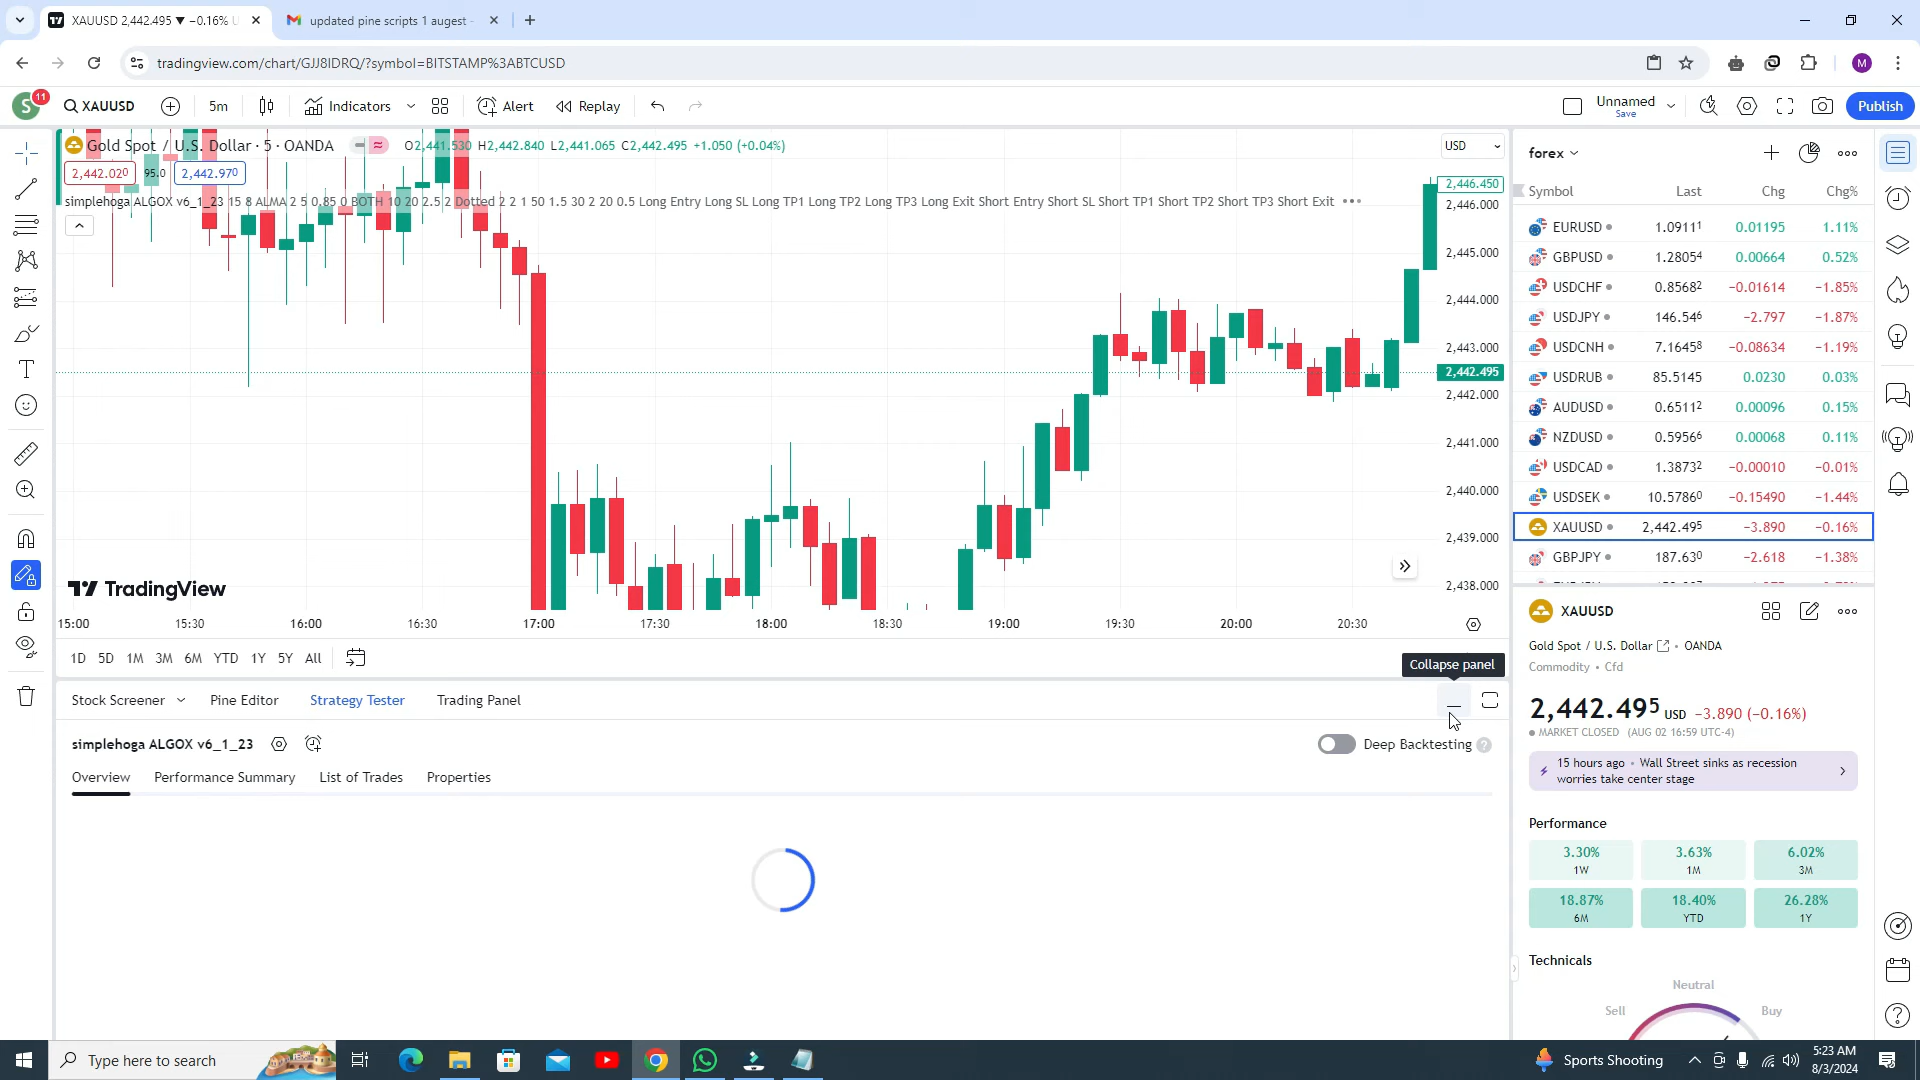 XAUUSD 2,442.495 ▼ −0.16% U
updated pine scripts 1 augest -
tradingview.com/chart/GJJ8IDRQ/?symbol=BITSTAMP%3ABTCUSD
M
S 11 XAUUSD 5m Indicators Alert Replay Unnamed Save Publish
Gold Spot / U.S. Dollar · 5 · OANDA O2,441.530 H2,442.840 L2,441.065 C2,442.495 +1.050 (+0.04%) USD
2,442.020 95.0 2,442.970
simplehoga ALGOX v6_1_23 15 8 ALMA 2 5 0.85 0 BOTH 10 20 2.5 2 Dotted 2 2 1 50 1.5 30 2 20 0.5 Long Entry Long SL Long TP1 Long TP2 Long TP3 Long Exit Short Entry Short SL Short TP1 Short TP2 Short TP3 Short Exit
2,446.450
2,446.000
2,445.000
2,444.000
2,443.000
2,442.495
2,442.000
2,441.000
2,440.000
2,439.000
2,438.000
TradingView
15:00 15:30 16:00 16:30 17:00 17:30 18:00 18:30 19:00 19:30 20:00 20:30
1D 5D 1M 3M 6M YTD 1Y 5Y All
Collapse panel
Stock Screener Pine Editor Strategy Tester Trading Panel
simplehoga ALGOX v6_1_23 Deep Backtesting
Overview Performance Summary List of Trades Properties
forex
Symbol Last Chg Chg%
EURUSD 1.09111 0.01195 1.11%
GBPUSD 1.28054 0.00664 0.52%
USDCHF 0.85682 −0.01614 −1.85%
USDJPY 146.546 −2.797 −1.87%
USDCNH 7.16458 −0.08634 −1.19%
USDRUB 85.5145 0.0230 0.03%
AUDUSD 0.65112 0.00096 0.15%
NZDUSD 0.59566 0.00068 0.11%
USDCAD 1.38732 −0.00010 −0.01%
USDSEK 10.57860 −0.15490 −1.44%
XAUUSD 2,442.495 −3.890 −0.16%
GBPJPY 187.630 −2.618 −1.38%
XAUUSD
Gold Spot / U.S. Dollar • OANDA
Commodity • Cfd
2,442.495 USD −3.890 (−0.16%)
MARKET CLOSED (AUG 02 16:59 UTC-4)
15 hours ago • Wall Street sinks as recession
worries take center stage
Performance
3.30% 3.63% 6.02%
1W 1M 3M
18.87% 18.40% 26.28%
6M YTD 1Y
Technicals
Neutral
Sell Buy
Type here to search
Sports Shooting
5:23 AM
8/3/2024